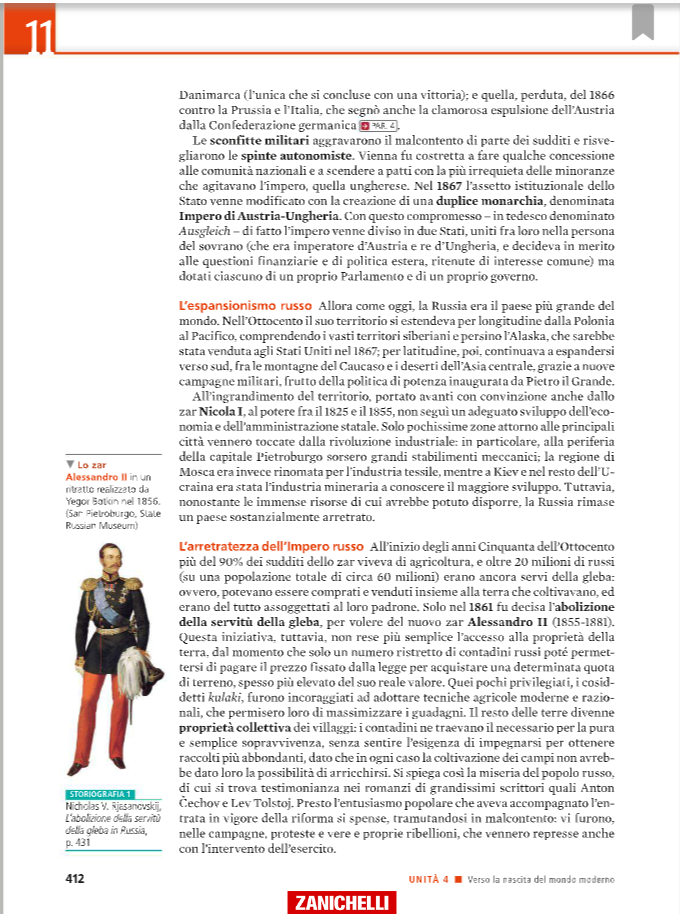 11
Danimarca (l'unica che si concluse con una vittoria); e quella, perduta, del 1866
contro la Prussia e l'Italia, che segnò anche la clamorosa espulsione dell'Austria
dalla Confederazione germanica PAR. 4.
Le sconfitte militari aggravarono il malcontento di parte dei sudditi e risve-
gliarono le spinte autonomiste. Vienna fu costretta a fare qualche concessione
alle comunità nazionali e a scendere a patti con la più irrequieta delle minoranze
che agitavano l'impero, quella ungherese. Nel 1867 l'assetto istituzionale dello
Stato venne modificato con la creazione di una duplice monarchia, denominata
Impero di Austria-Ungheria. Con questo compromesso – in tedesco denominato
Ausgleich – di fatto l'impero venne diviso in due Stati, uniti fra loro nella persona
del sovrano (che era imperatore d'Austria e re d'Ungheria, e decideva in merito
alle questioni finanziarie e di politica estera, ritenute di interesse comune) ma
dotati ciascuno di un proprio Parlamento e di un proprio governo.
L'espansionismo russo Allora come oggi, la Russia era il paese più grande del
mondo. Nell'Ottocento il suo territorio si estendeva per longitudine dalla Polonia
al Pacifico, comprendendo i vasti territori siberiani e persino l'Alaska, che sarebbe
stata venduta agli Stati Uniti nel 1867; per latitudine, poi, continuava a espandersi
verso sud, fra le montagne del Caucaso e i deserti dell'Asia centrale, grazie a nuove
campagne militari, frutto della politica di potenza inaugurata da Pietro il Grande.
All'ingrandimento del territorio, portato avanti con convinzione anche dallo
zar Nicola I, al potere fra il 1825 e il 1855, non seguì un adeguato sviluppo dell'eco-
nomia e dell'amministrazione statale. Solo pochissime zone attorno alle principali
città vennero toccate dalla rivoluzione industriale: in particolare, alla periferia
della capitale Pietroburgo sorsero grandi stabilimenti meccanici; la regione di
Mosca era invece rinomata per l'industria tessile, mentre a Kiev e nel resto dell'U-
craina era stata l'industria mineraria a conoscere il maggiore sviluppo. Tuttavia,
nonostante le immense risorse di cui avrebbe potuto disporre, la Russia rimase
un paese sostanzialmente arretrato.
▼ Lo zar
Alessandro II in un
ritratto realizzato da
Yegor Botkin nel 1856.
(San Pietroburgo, State
Russian Museum)
L'arretratezza dell'Impero russo All'inizio degli anni Cinquanta dell'Ottocento
più del 90% dei sudditi dello zar viveva di agricoltura, e oltre 20 milioni di russi
(su una popolazione totale di circa 60 milioni) erano ancora servi della gleba:
ovvero, potevano essere comprati e venduti insieme alla terra che coltivavano, ed
erano del tutto assoggettati al loro padrone. Solo nel 1861 fu decisa l'abolizione
della servitù della gleba, per volere del nuovo zar Alessandro II (1855-1881).
Questa iniziativa, tuttavia, non rese più semplice l'accesso alla proprietà della
terra, dal momento che solo un numero ristretto di contadini russi poté permet-
tersi di pagare il prezzo fissato dalla legge per acquistare una determinata quota
di terreno, spesso più elevato del suo reale valore. Quei pochi privilegiati, i cosid-
detti kulaki, furono incoraggiati ad adottare tecniche agricole moderne e razio-
nali, che permisero loro di massimizzare i guadagni. Il resto delle terre divenne
proprietà collettiva dei villaggi: i contadini ne traevano il necessario per la pura
e semplice sopravvivenza, senza sentire l'esigenza di impegnarsi per ottenere
raccolti più abbondanti, dato che in ogni caso la coltivazione dei campi non avreb-
be dato loro la possibilità di arricchirsi. Si spiega così la miseria del popolo russo,
di cui si trova testimonianza nei romanzi di grandissimi scrittori quali Anton
Čechov e Lev Tolstoj. Presto l'entusiasmo popolare che aveva accompagnato l'en-
trata in vigore della riforma si spense, tramutandosi in malcontento: vi furono,
nelle campagne, proteste e vere e proprie ribellioni, che vennero represse anche
con l'intervento dell'esercito.
STORIOGRAFIA 1
Nicholas V. Rjasanovskij,
L'abolizione della servitù
della gleba in Russia,
p. 431
412
UNITÀ 4 ■ Verso la nascita del mondo moderno
ZANICHELLI